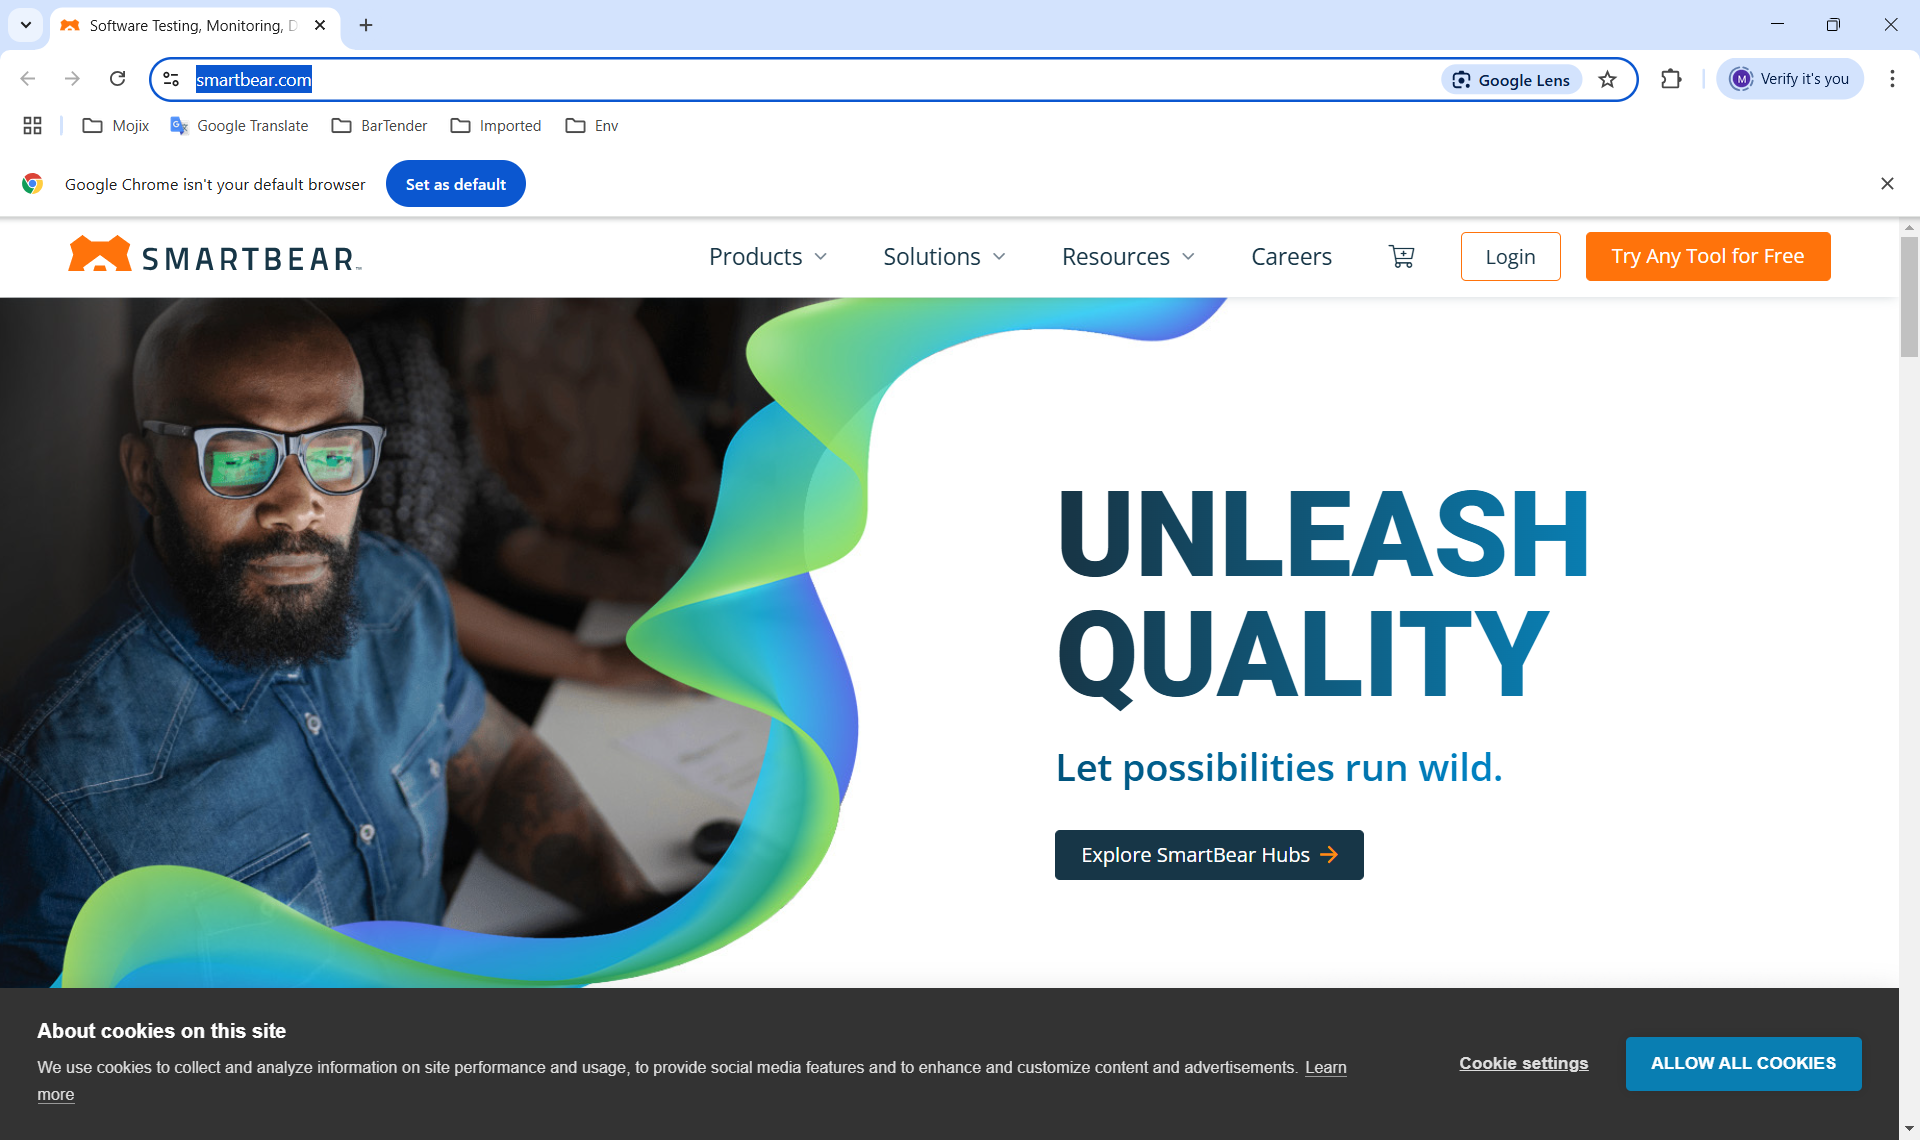 Software Testing, Monitoring, D
smartbear.com
Google Lens
M
Verify it's you
Mojix
Google Translate
BarTender
Imported
Env
Google Chrome isn't your default browser
Set as default
SMARTBEAR
Products
Solutions
Resources
Careers
Login
Try Any Tool for Free
UNLEASH
QUALITY
Let possibilities run wild.
Explore SmartBear Hubs
About cookies on this site
We use cookies to collect and analyze information on site performance and usage, to provide social media features and to enhance and customize content and advertisements. Learn
more
Cookie settings
ALLOW ALL COOKIES